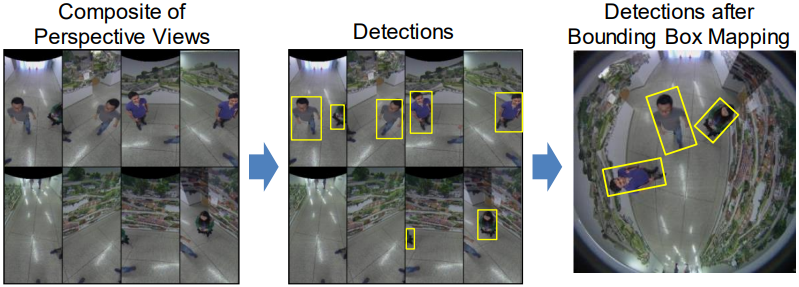 Composite of
Perspective Views
Detections
Detections after
Bounding Box Mapping